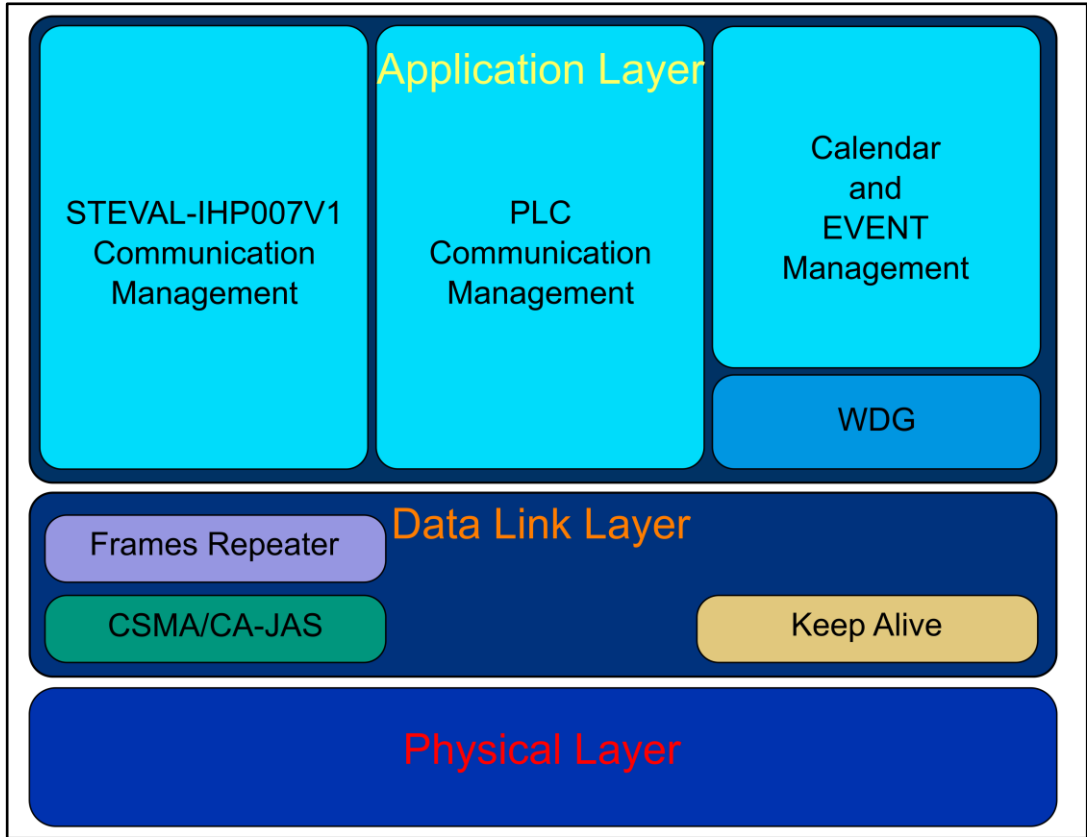 Application Layer
STEVAL-IHP007V1
Communication
Management
PLC
Communication
Management
Calendar
and
EVENT
Management
WDG
Data Link Layer
Frames Repeater
CSMA/CA-JAS
Keep Alive
Physical Layer